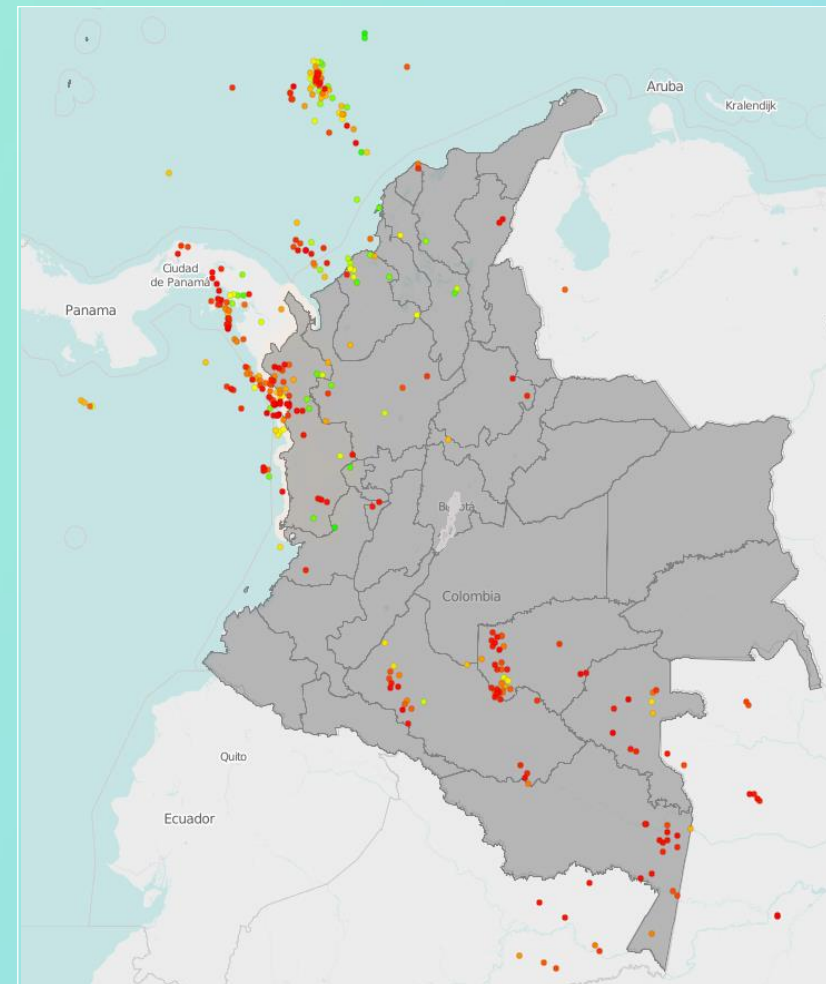 Aruba
Kralendijk
Ciudad
de Panamá
Panama
Colombia
Quito
Ecuador